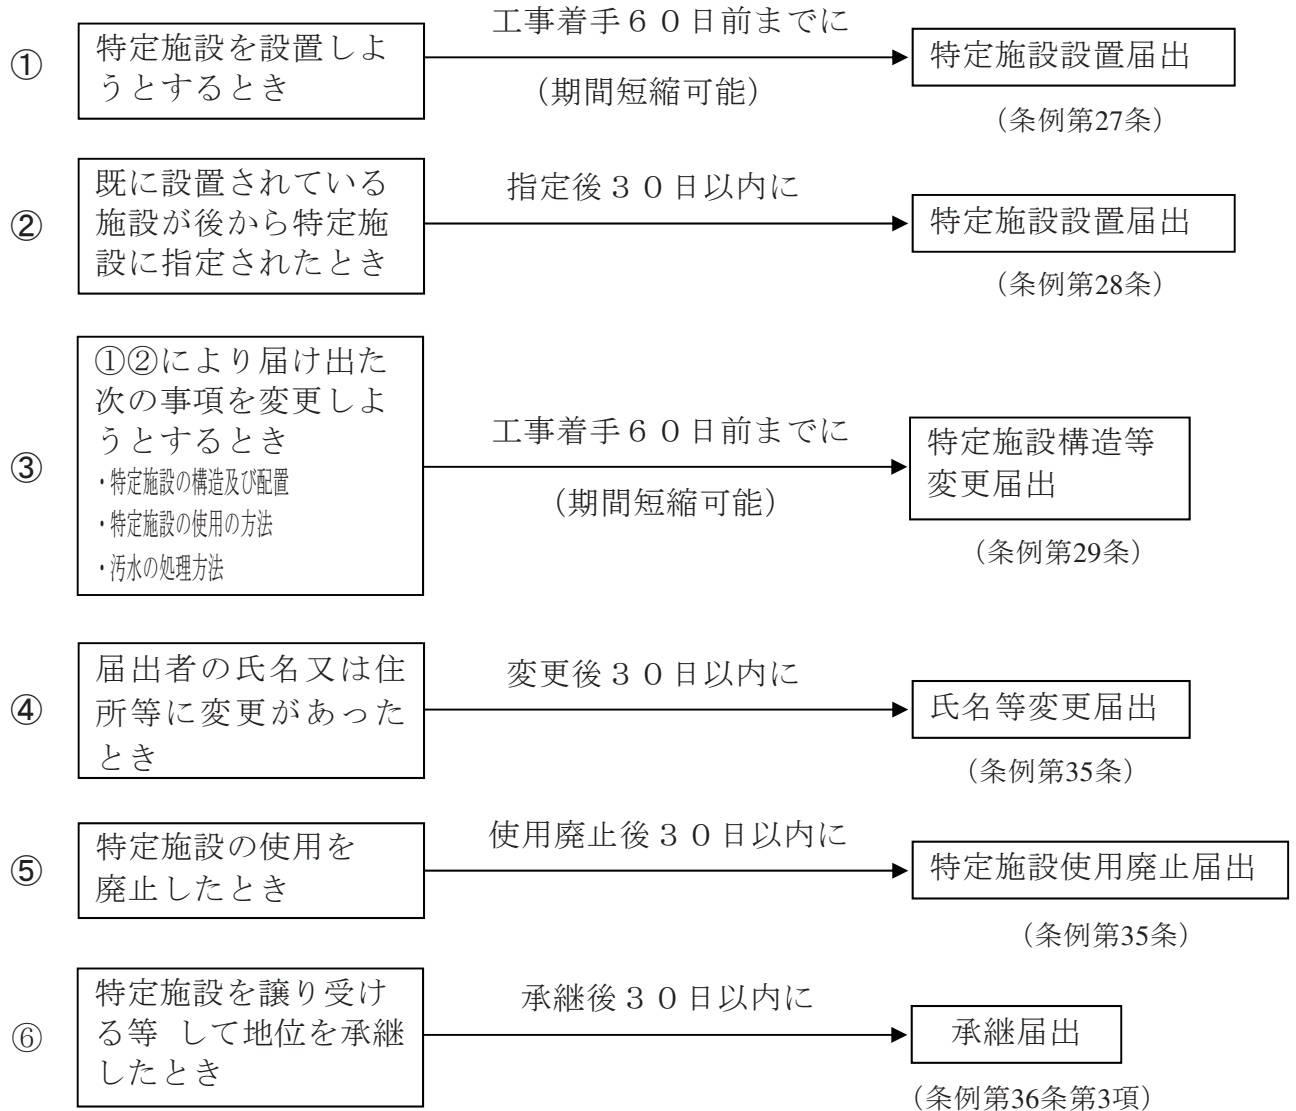 ①
特定施設を設置しよ
うとするとき
工事着手６０日前までに
（期間短縮可能）
特定施設設置届出
（条例第27条）
②
既に設置されている
施設が後から特定施
設に指定されたとき
指定後３０日以内に
特定施設設置届出
（条例第28条）
③
①②により届け出た
次の事項を変更しよ
うとするとき
・特定施設の構造及び配置
・特定施設の使用の方法
・汚水の処理方法
工事着手６０日前までに
（期間短縮可能）
特定施設構造等
変更届出
（条例第29条）
④
届出者の氏名又は住
所等に変更があった
とき
変更後３０日以内に
氏名等変更届出
（条例第35条）
⑤
特定施設の使用を
廃止したとき
使用廃止後３０日以内に
特定施設使用廃止届出
（条例第35条）
⑥
特定施設を譲り受け
る等 して地位を承継
したとき
承継後３０日以内に
承継届出
（条例第36条第3項）